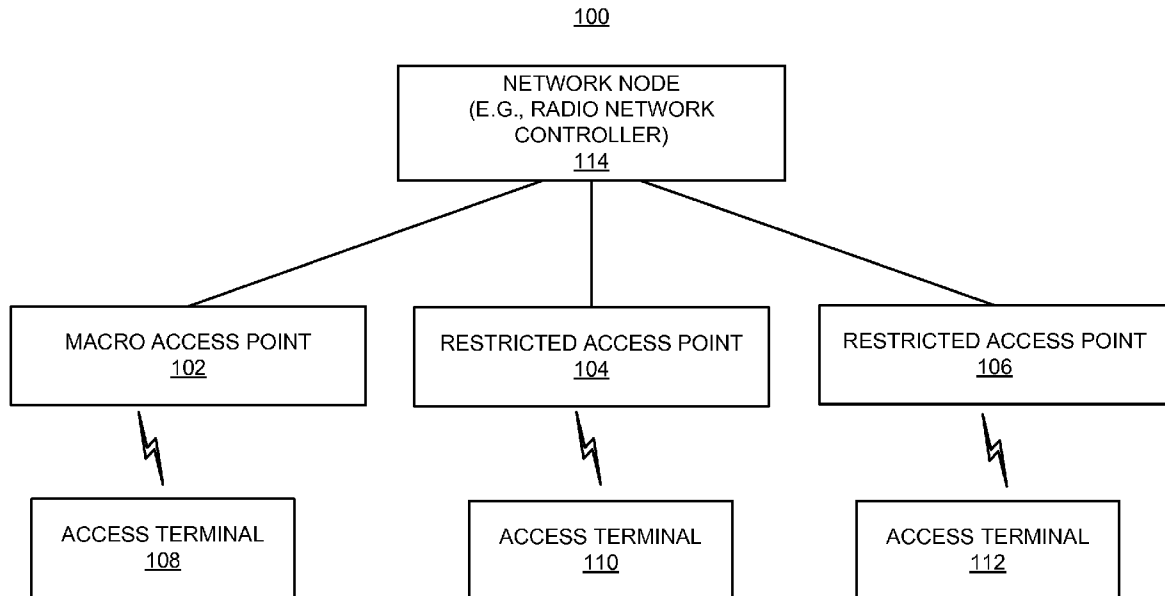 100
NETWORK NODE
(E.G., RADIO NETWORK
CONTROLLER)
114
MACRO ACCESS POINT
102
RESTRICTED ACCESS POINT
104
RESTRICTED ACCESS POINT
106
ACCESS TERMINAL
108
ACCESS TERMINAL
110
ACCESS TERMINAL
112